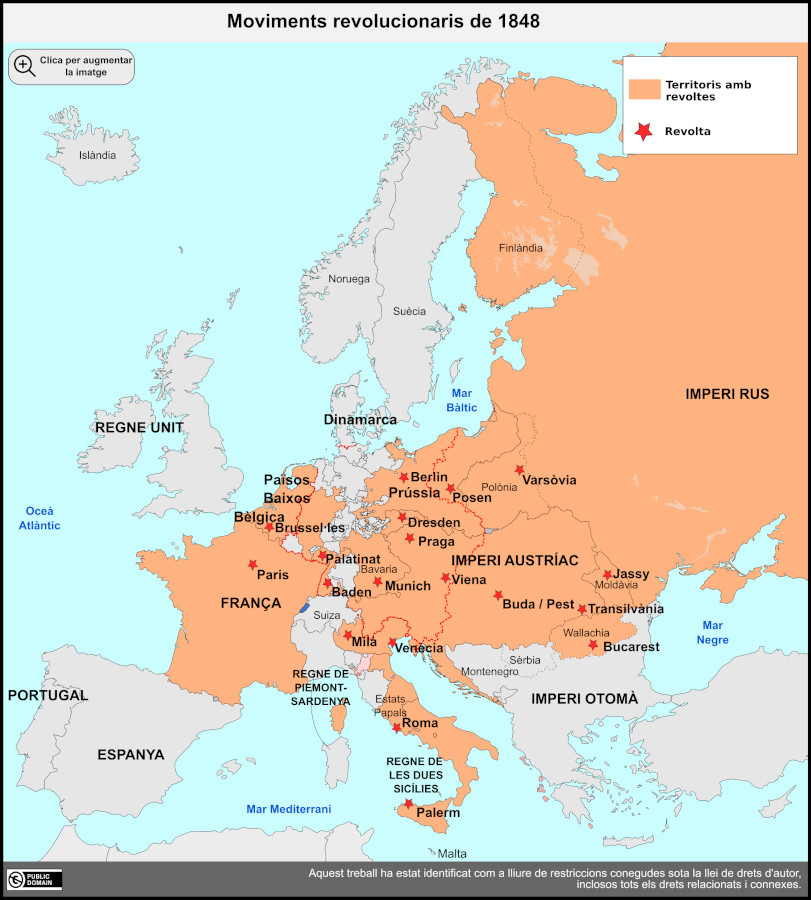 Moviments revolucionaris de 1848
Clica per augmentar
la imatge
Territoris amb
revoltes
Revolta
Islàndia
Finlàndia
Noruega
Suècia
IMPERI RUS
Mar
Bàltic
Dinamarca
REGNE UNIT
Països
Baixos
Berlin
Prússia
Posen
Polònia
Varsòvia
Oceà
Atlàntic
Bèlgica
Brussel·les
Dresden
Praga
Palatinat
IMPERI AUSTRÍAC
Bavaria
Paris
Baden
Munich
Viena
Jassy
Moldàvia
FRANÇA
Buda / Pest
Transilvània
Suïza
Mar
Negre
Milà
Venècia
Wallachia
Bucarest
Sèrbia
Montenegro
REGNE DE
PIEMONT-
SARDENYA
PORTUGAL
Estats
Papals
IMPERI OTOMÀ
Roma
ESPANYA
REGNE DE
LES DUES
SICÍLIES
Mar Mediterrani
Palerm
Malta
PUBLIC
DOMAIN
Aquest treball ha estat identificat com a lliure de restriccions conegudes sota la llei de drets d'autor,
inclosos tots els drets relacionats i connexes.